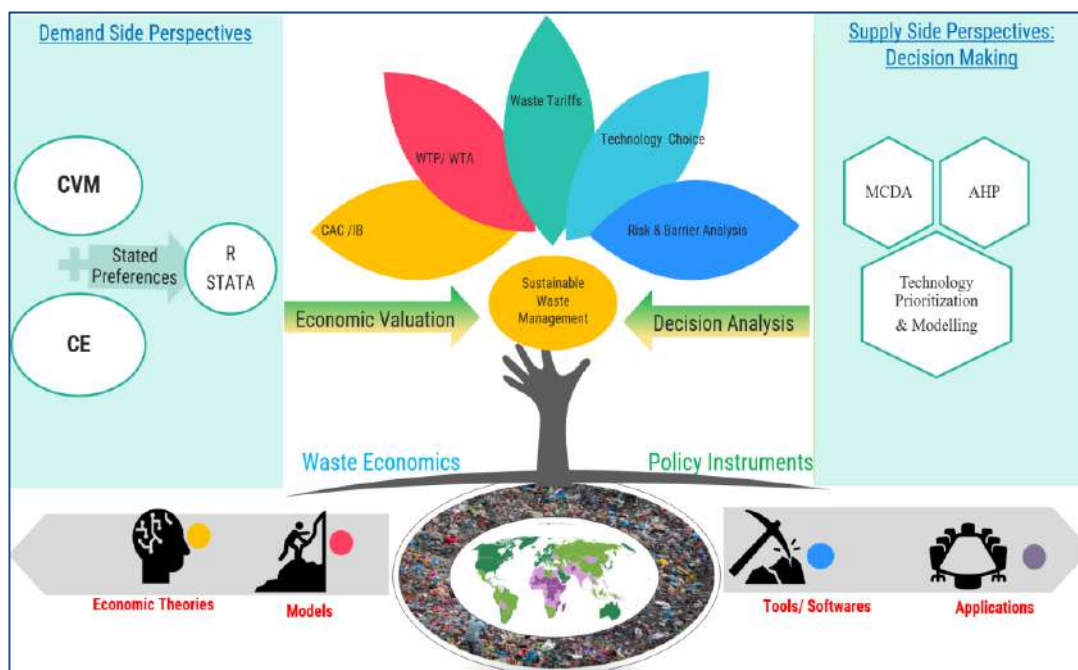 Demand Side Perspectives
CVM
Stated
Preferences
R
STATA
CE
Waste Tariffs
WTP/ WTA
Technology Choice
CAC /IB
Risk & Barrier Analysis
Sustainable
Waste
Management
Economic Valuation
Decision Analysis
Waste Economics
Policy Instruments
Supply Side Perspectives:
Decision Making
MCDA
AHP
Technology
Prioritization
& Modelling
Economic Theories
Models
Tools/ Softwares
Applications